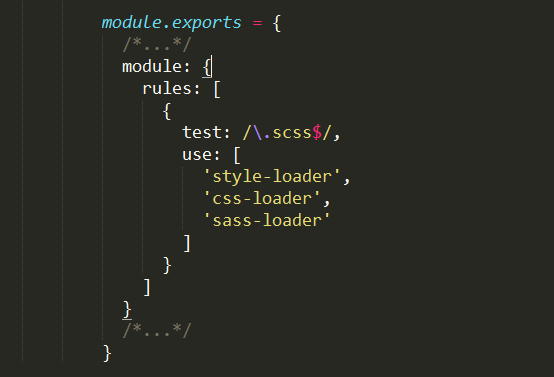 module.exports = {
/*...*/
module: {
rules: [
{
test: /\.scss$/,
use: [
'style-loader',
'css-loader',
'sass-loader'
]
}
]
}
/*...*/
}